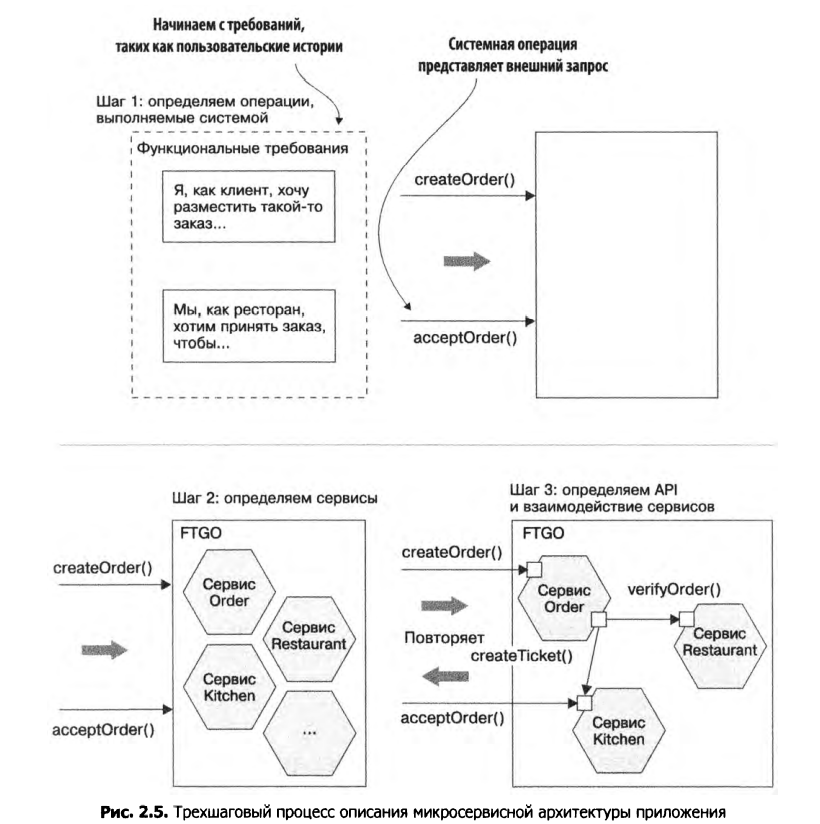 Начинаем с требований,
таких как пользовательские истории
Системная операция
представляет внешний запрос
Шаг 1: определяем операции,
выполняемые системой
Функциональные требования
Я, как клиент, хочу
разместить такой-то
заказ...
Мы, как ресторан,
хотим принять заказ,
чтобы...
createOrder()
acceptOrder()
Шаг 2: определяем сервисы
FTGO
createOrder()
acceptOrder()
Сервис
Order
Сервис
Restaurant
Сервис
Kitchen
...
Шаг 3: определяем API
и взаимодействие сервисов
FTGO
createOrder()
Сервис
Order
verifyOrder()
Сервис
Restaurant
Повторяет
createTicket()
acceptOrder()
Сервис
Kitchen
Рис. 2.5. Трехшаговый процесс описания микросервисной архитектуры приложения